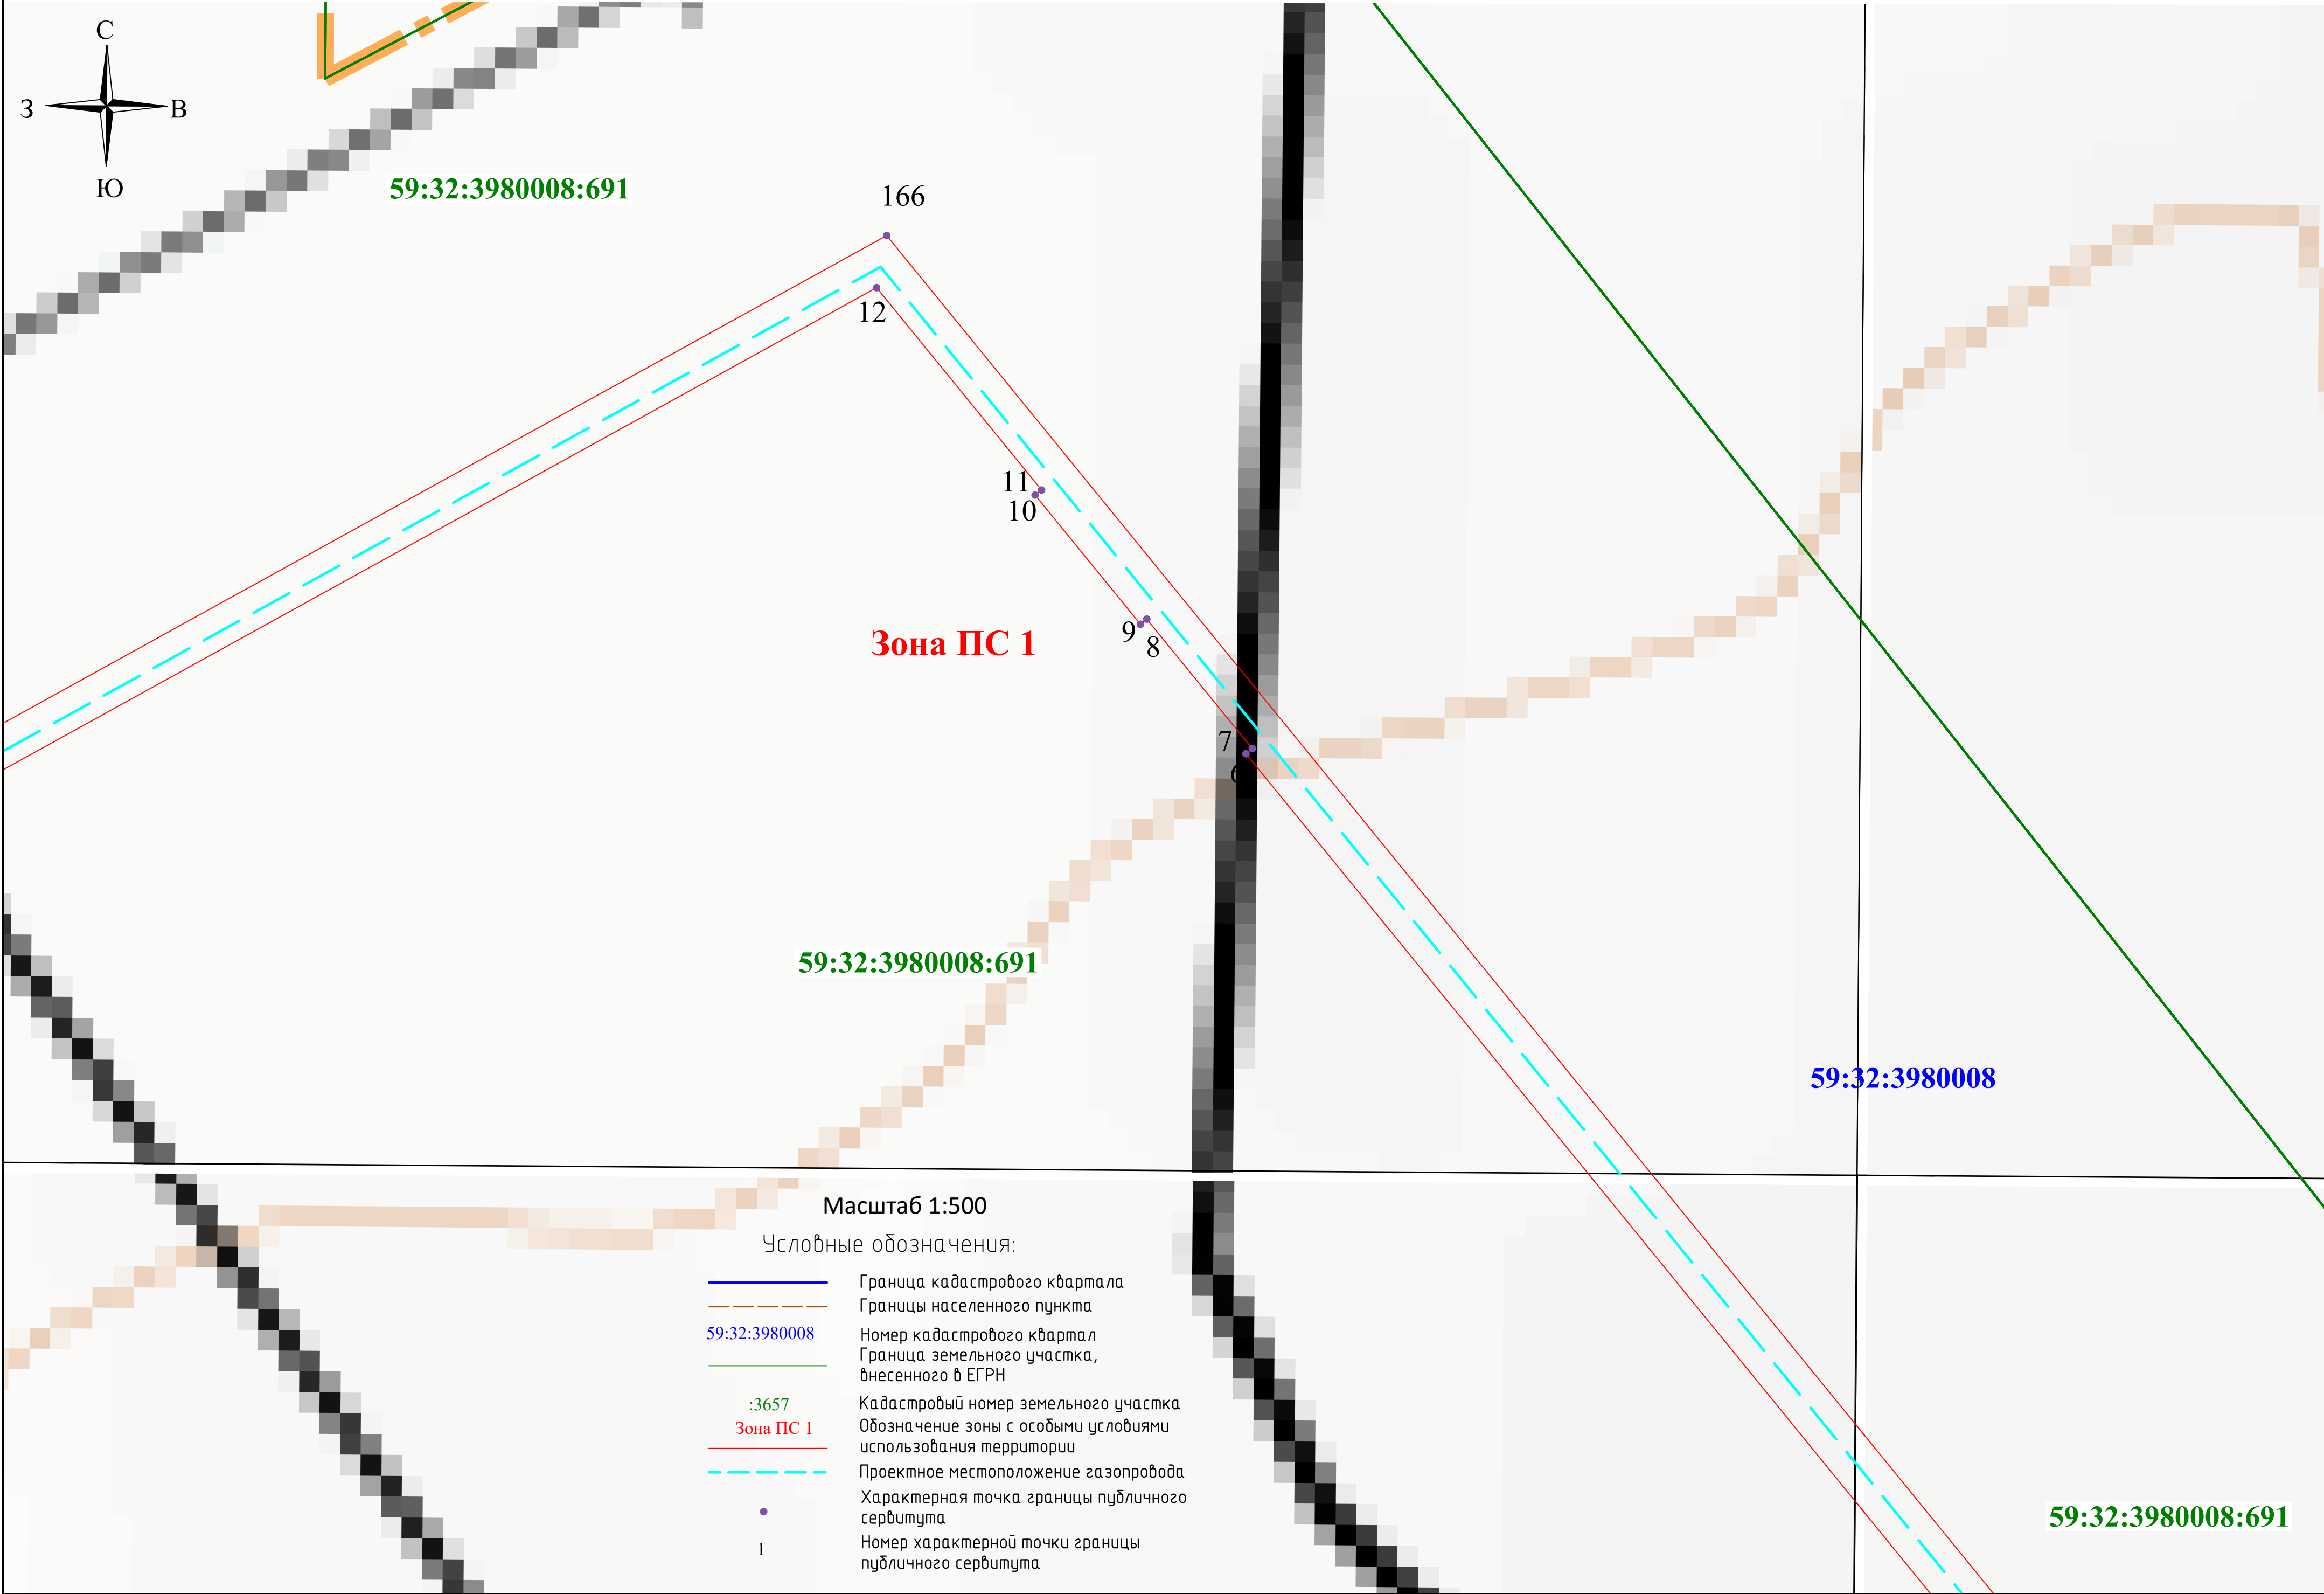 С
З
В
Ю
59:32:3980008:691
166
12
11
10
9
8
Зона ПС 1
7
6
59:32:3980008:691
59:32:3980008
Масштаб 1:500
Условные обозначения:
Граница кадастрового квартала
Границы населенного пункта
59:32:3980008
Номер кадастрового квартал
Граница земельного участка,
внесенного в ЕГРН
:3657
Кадастровый номер земельного участка
Зона ПС 1
Обозначение зоны с особыми условиями
использования территории
Проектное местоположение газопровода
Характерная точка границы публичного
сервитута
1
Номер характерной точки границы
публичного сервитута
59:32:3980008:691